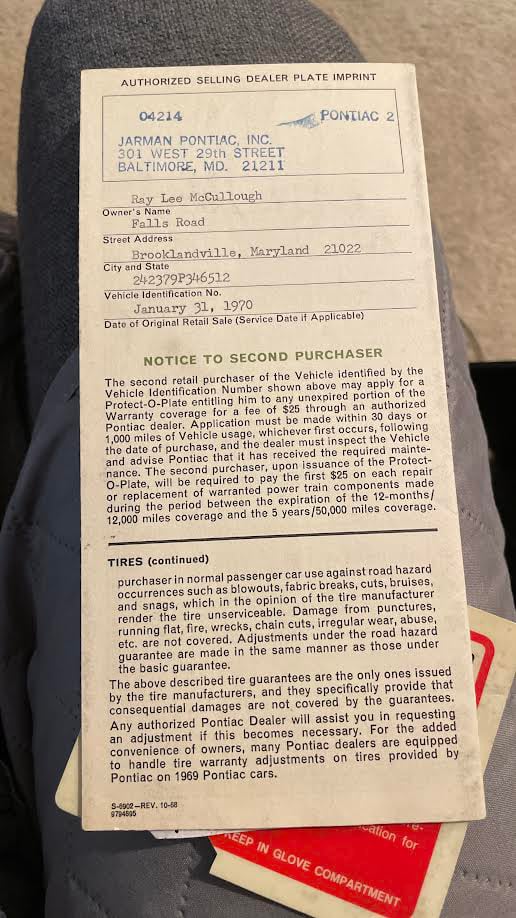 AUTHORIZED SELLING DEALER PLATE IMPRINT
04214 PONTIAC 2
JARMAN PONTIAC, INC.
301 WEST 29th STREET
BALTIMORE, MD. 21211
Ray Lee McCullough
Owner's Name
Falls Road
Street Address
Brooklandville, Maryland 21022
City and State
242379P346512
Vehicle Identification No.
January 31, 1970
Date of Original Retail Sale (Service Date if Applicable)
NOTICE TO SECOND PURCHASER
The second retail purchaser of the Vehicle identified by the
Vehicle Identification Number shown above may apply for a
Protect-O-Plate entitling him to any unexpired portion of the
Warranty coverage for a fee of $25 through an authorized
Pontiac dealer. Application must be made within 30 days or
1,000 miles of Vehicle usage, whichever first occurs, following
the date of purchase, and the dealer must inspect the Vehicle
and advise Pontiac that it has received the required mainte-
nance. The second purchaser, upon issuance of the Protect-
O-Plate, will be required to pay the first $25 on each repair
or replacement of warranted power train components made
during the period between the expiration of the 12-months/
12,000 miles coverage and the 5 years/50,000 miles coverage.
TIRES (continued)
purchaser in normal passenger car use against road hazard
occurrences such as blowouts, fabric breaks, cuts, bruises,
and snags, which in the opinion of the tire manufacturer
render the tire unserviceable. Damage from punctures,
running flat, fire, wrecks, chain cuts, irregular wear, abuse,
etc. are not covered. Adjustments under the road hazard
guarantee are made in the same manner as those under
the basic guarantee.
The above described tire guarantees are the only ones issued
by the tire manufacturers, and they specifically provide that
consequential damages are not covered by the guarantees.
Any authorized Pontiac Dealer will assist you in requesting
an adjustment if this becomes necessary. For the added
convenience of owners, many Pontiac dealers are equipped
to handle tire warranty adjustments on tires provided by
Pontiac on 1969 Pontiac cars.
S-6902—REV. 10-68
9794595
re-
cation for
KEEP IN GLOVE COMPARTMENT